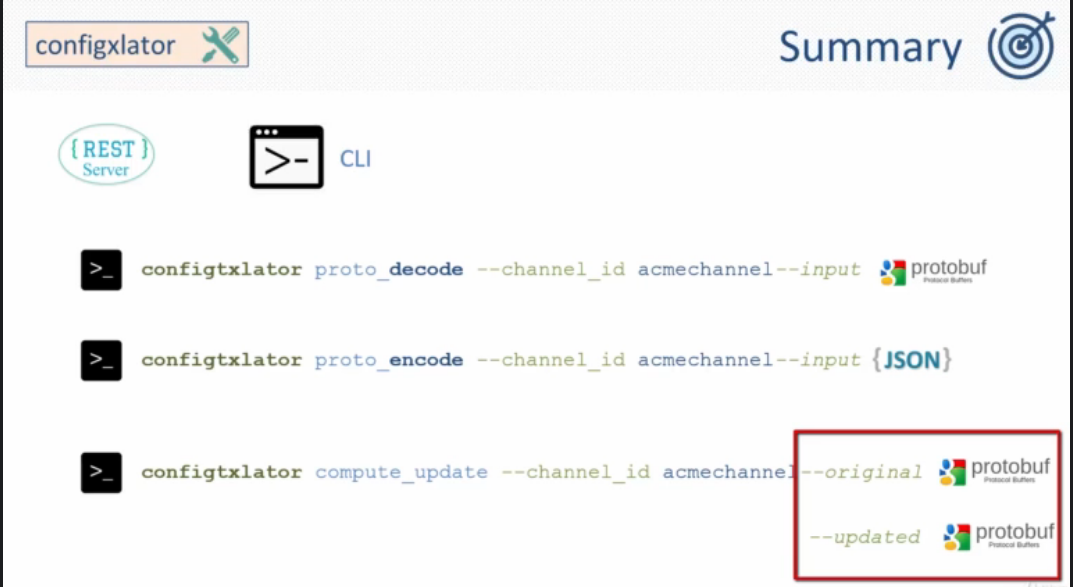 configxlator
Summary
{ REST }
Server
>- CLI
>_ configtxlator proto_decode --channel_id acmechannel--input protobuf
Protocol Buffers
>_ configtxlator proto_encode --channel_id acmechannel--input {JSON}
>_ configtxlator compute_update --channel_id acmechannel--original protobuf
Protocol Buffers
--updated protobuf
Protocol Buffers